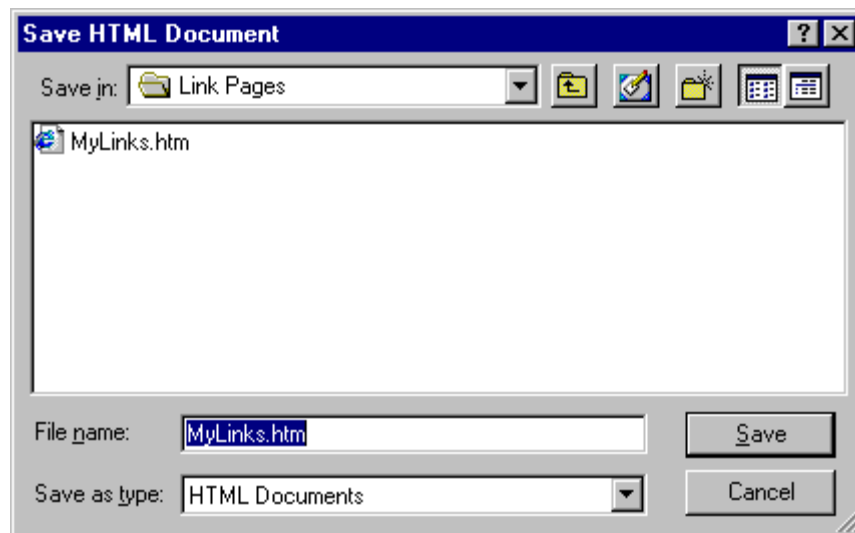 Save HTML Document
Save in: Link Pages
MyLinks.htm
File name: MyLinks.htm Save
Save as type: HTML Documents Cancel